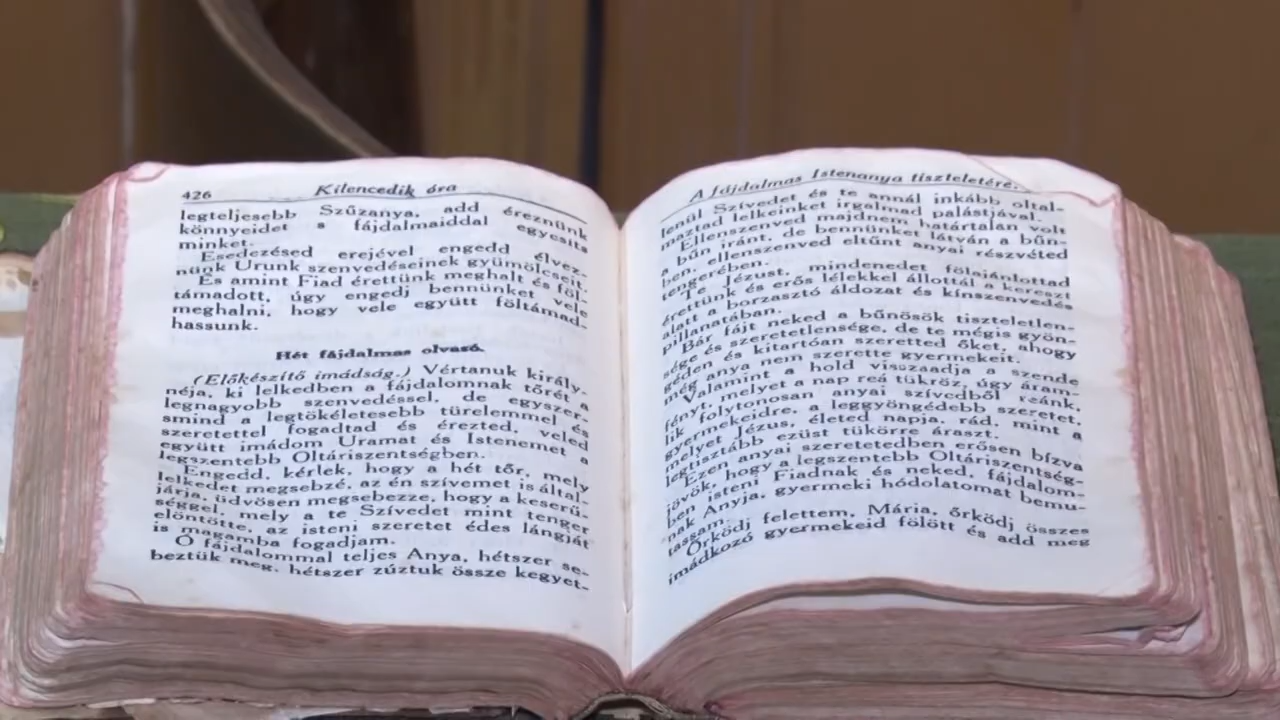 426
Kilencedik óra
legteljesebb Szűzanya, add éreznünk
könnyeidet s fájdalmaiddal egyesíts
minket.
Esedezésed erejével engedd élvez-
nünk Urunk szenvedéseinek gyümölcseit.
És amint Fiad érettünk meghalt és föl-
támadott, úgy engedj bennünket vele
meghalni, hogy vele együtt föltámad-
hassunk.
Hét fájdalmas olvasó.
(Előkészítő imádság.) Vértanuk király-
néja, ki lelkedben a fájdalomnak tőrét a
legnagyobb szenvedéssel, de egyszer-
smind a legtökéletesebb türelemmel és
szeretettel fogadtad és érezted, veled
együtt imádom Uramat és Istenemet a
legszentebb Oltáriszentségben.
Engedd, kérlek, hogy a hét tőr, mely
lelkedet megsebzé, az én szívemet is által-
járja, üdvösen megsebezze, hogy a keserű-
séggel, mely a te Szívedet mint tenger
elöntötte, az isteni szeretet édes lángját
is magamba fogadjam.
Ó fájdalommal teljes Anya, hétszer se-
beztük meg, hétszer zúztuk össze kegyet-
A fájdalmas Istenanya tiszteletére.
lenül Szívedet és te annál inkább oltal-
maztad lelkeinket irgalmad palástjával.
Ellenszenved majdnem határtalan volt
a bűn iránt, de bennünket látván a bűn-
ben, ellenszenved eltűnt anyai részvéted
tengerében.
Te Jézust, mindenedet fölajánlottad
érettünk és erős lélekkel állottál a kereszt
alatt a borzasztó áldozat és kínszenvedés
pillanatában.
Bár fájt neked a bűnösök tiszteletlen-
sége és szeretetlensége, de te mégis gyön-
géden és kitartóan szeretted őket, ahogy
még anya nem szerette gyermekeit.
Valamint a hold visszaadja a szende
fényt, melyet a nap reá tükröz, úgy áram-
lik folytonosan anyai szívedből reánk,
gyermekeidre, a leggyöngédebb szeretet,
melyet Jézus, életed napja, rád, mint a
legtisztább ezüst tükörre áraszt.
Ezen anyai szeretetedben erősen bízva
jövök, hogy a legszentebb Oltáriszentség-
ben isteni Fiadnak és neked, fájdalom-
nak Anyja, gyermeki hódolatomat bemu-
tassam.
Őrködj felettem, Mária, őrködj összes
imádkozó gyermekeid fölött és add meg